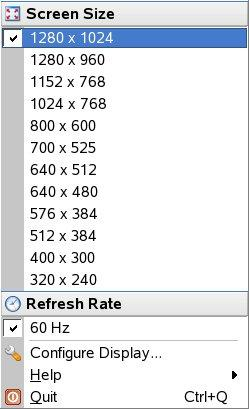 Screen Size
1280 x 1024
1280 x 960
1152 x 768
1024 x 768
800 x 600
700 x 525
640 x 512
640 x 480
576 x 384
512 x 384
400 x 300
320 x 240
Refresh Rate
60 Hz
Configure Display...
Help
Quit Ctrl+Q